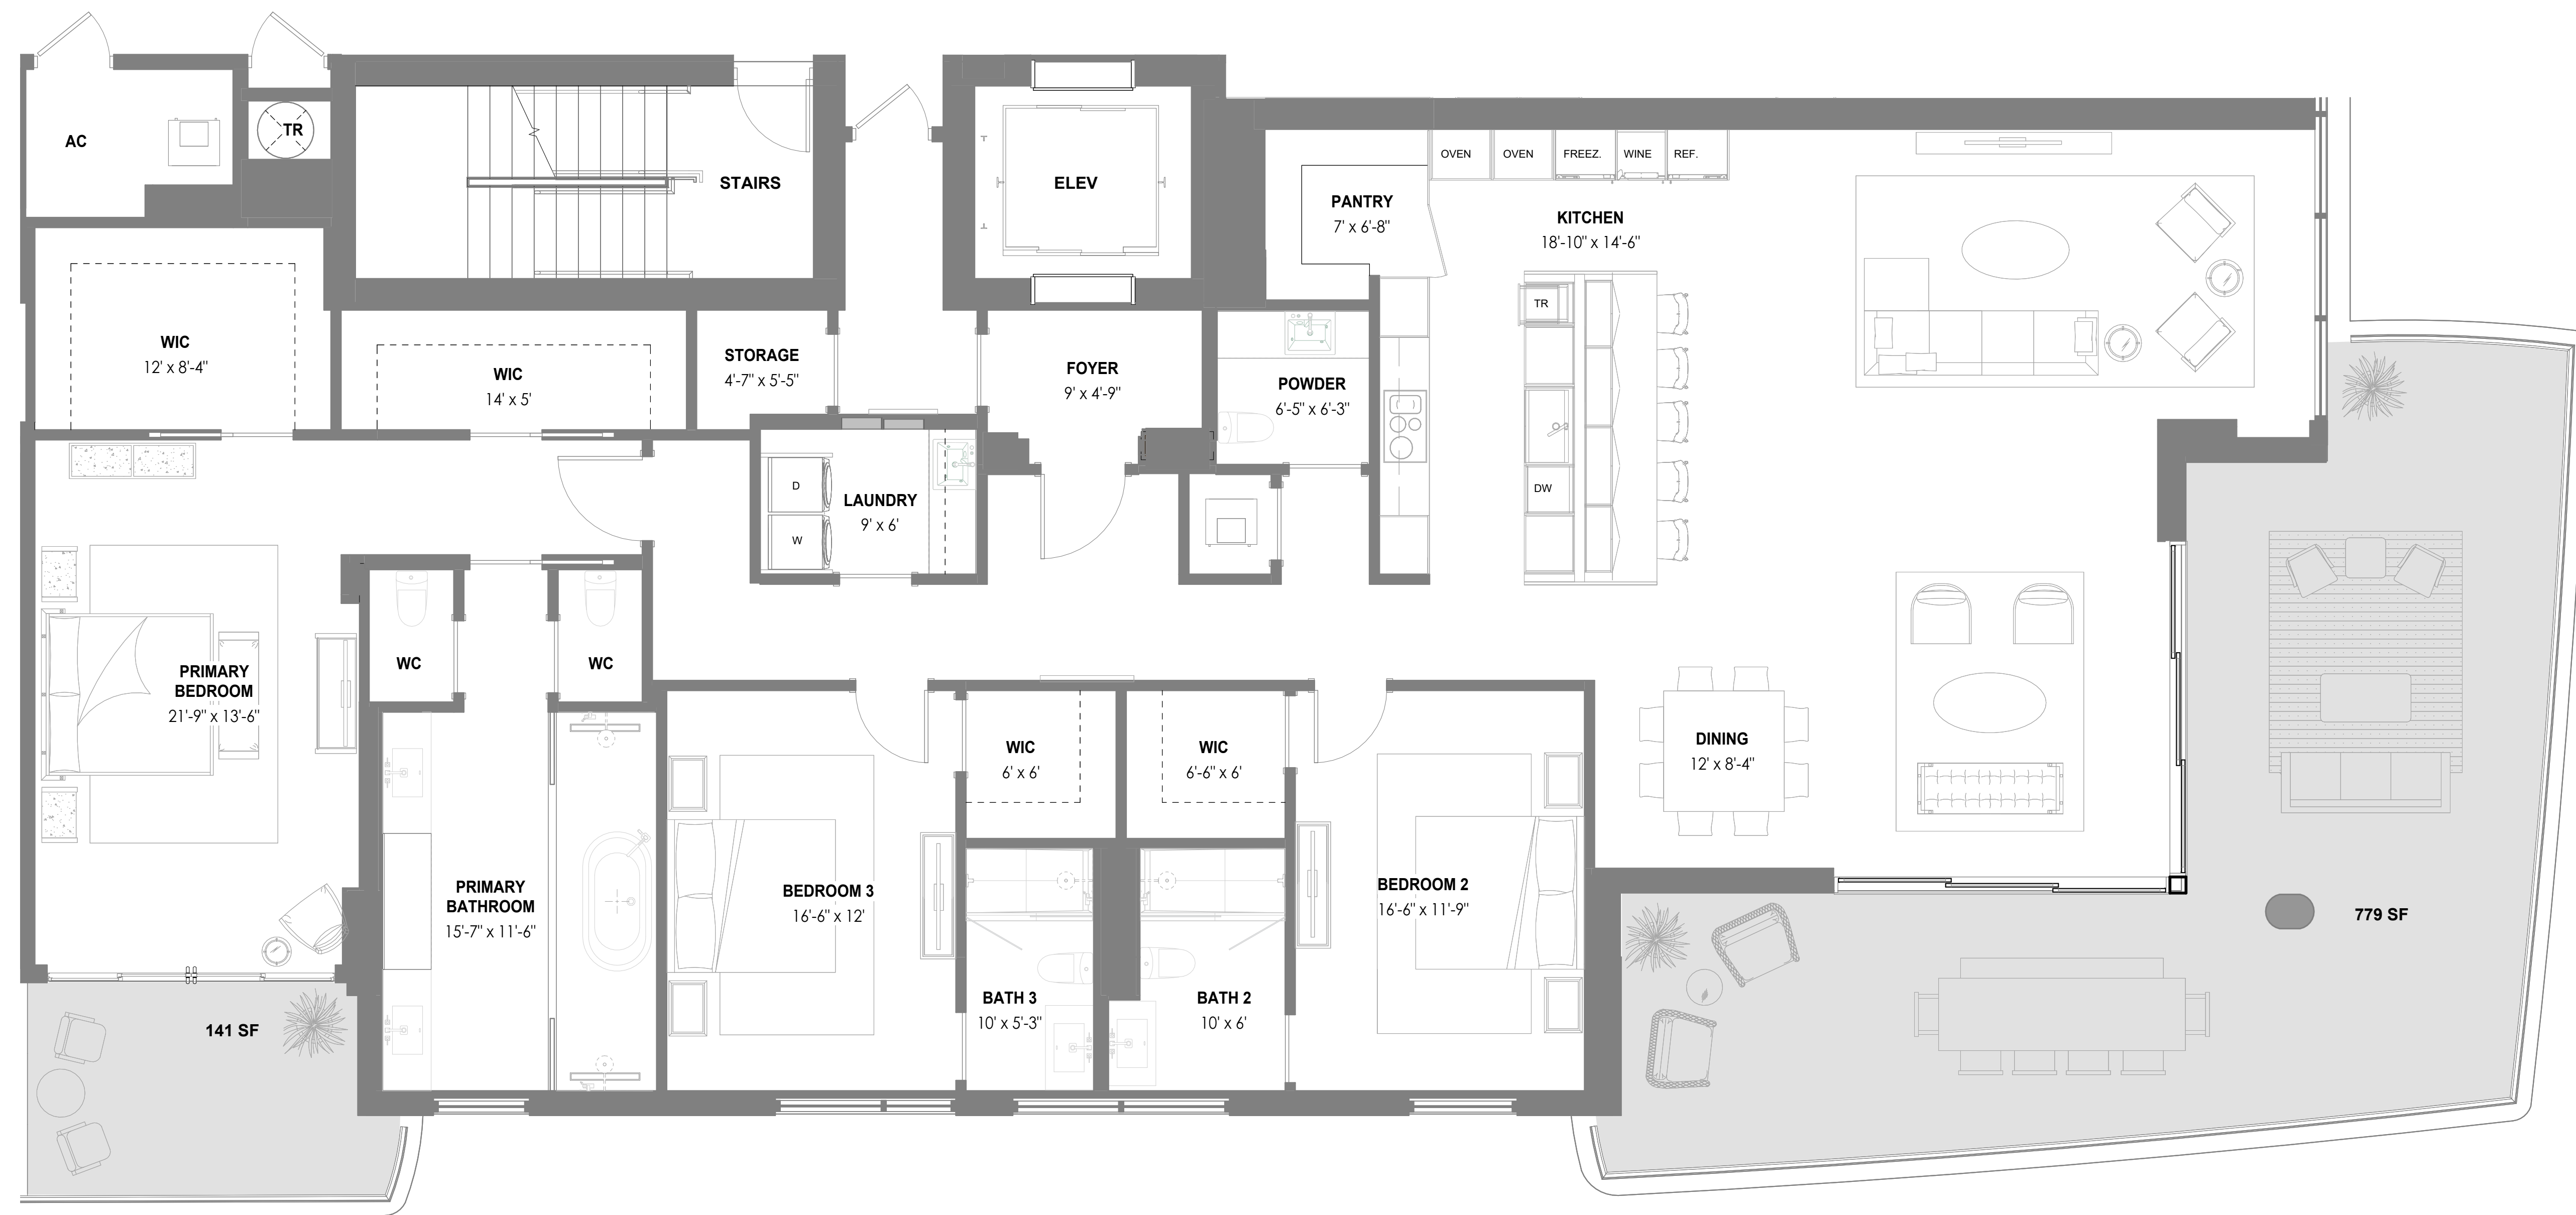 AC
TR
STAIRS
ELEV
PANTRY
7' x 6'-8"
OVEN
OVEN
FREEZ.
WINE
REF.
KITCHEN
18'-10" x 14'-6"
TR
DW
WIC
12' x 8'-4"
WIC
14' x 5'
STORAGE
4'-7" x 5'-5"
FOYER
9' x 4'-9"
POWDER
6'-5" x 6'-3"
D
W
LAUNDRY
9' x 6'
PRIMARY
BEDROOM
21'-9" x 13'-6"
WC
WC
WIC
6' x 6'
WIC
6'-6" x 6'
DINING
12' x 8'-4"
PRIMARY
BATHROOM
15'-7" x 11'-6"
BEDROOM 3
16'-6" x 12'
BEDROOM 2
16'-6" x 11'-9"
BATH 3
10' x 5'-3"
BATH 2
10' x 6'
779 SF
141 SF